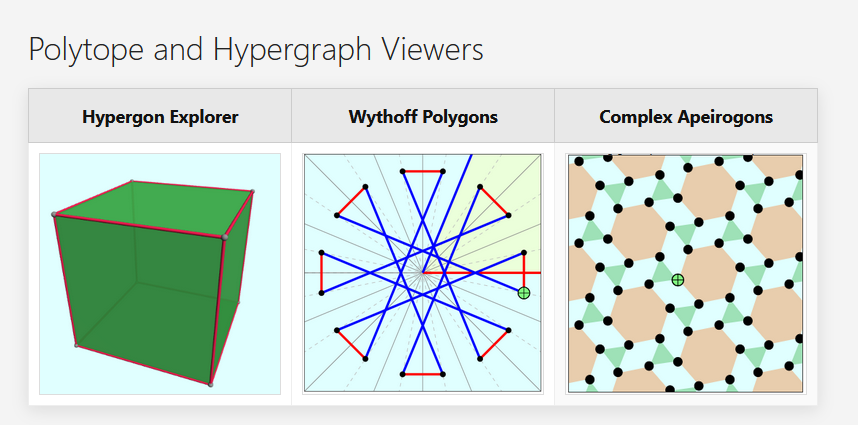 Polytope and Hypergraph Viewers
Hypergon Explorer
Wythoff Polygons
Complex Apeirogons